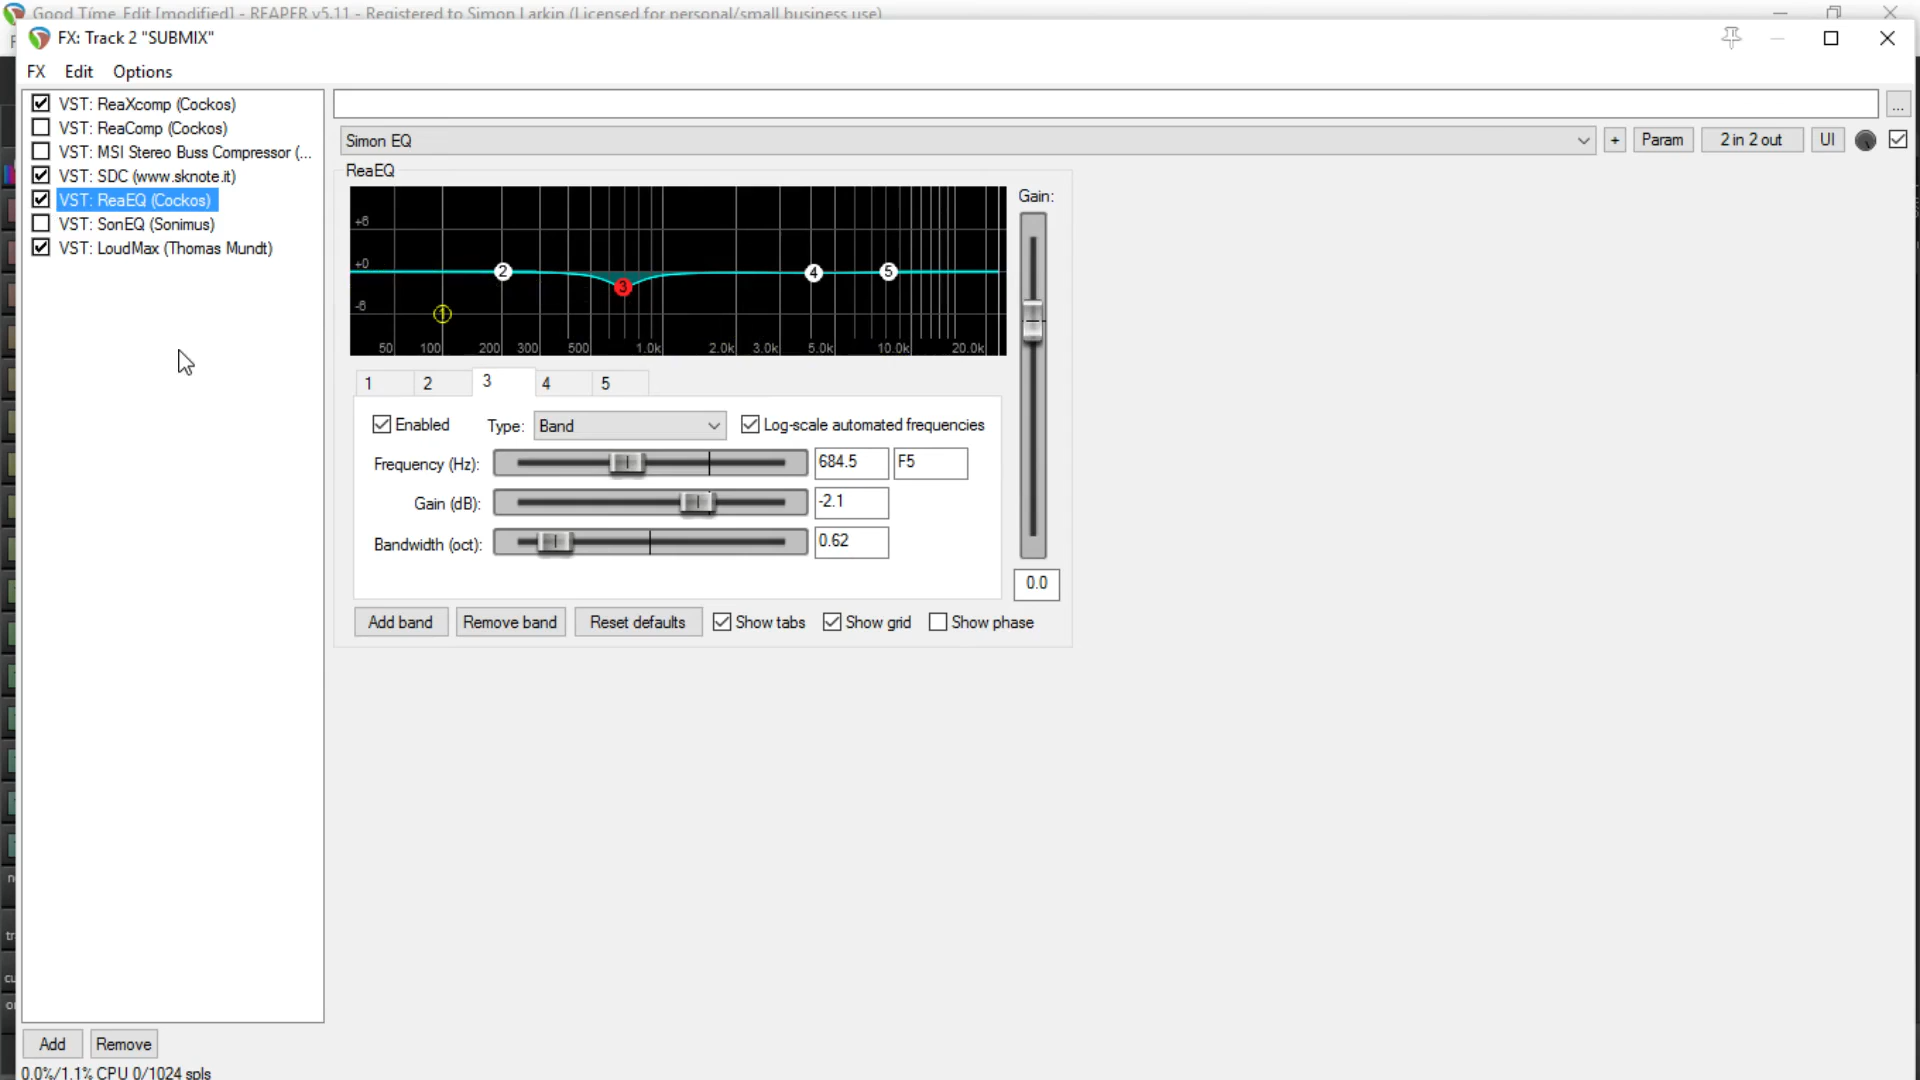 Good Time_Edit [modified] - REAPER v5.11 - Registered to Simon Larkin (Licensed for personal/small business use)
FX: Track 2 "SUBMIX"
FX Edit Options
VST: ReaXcomp (Cockos)
VST: ReaComp (Cockos)
VST: MSI Stereo Buss Compressor (...
VST: SDC (www.sknote.it)
VST: ReaEQ (Cockos)
VST: SonEQ (Sonimus)
VST: LoudMax (Thomas Mundt)
...
Simon EQ + Param 2 in 2 out UI
ReaEQ
Gain:
+6
+0
-6
1 2 3 4 5
50 100 200 300 500 1.0k 2.0k 3.0k 5.0k 10.0k 20.0k
1 2 3 4 5
Enabled Type: Band Log-scale automated frequencies
Frequency (Hz): 684.5 F5
Gain (dB): -2.1
Bandwidth (oct): 0.62
0.0
Add band Remove band Reset defaults Show tabs Show grid Show phase
Add Remove
0.0%/1.1% CPU 0/1024 spls